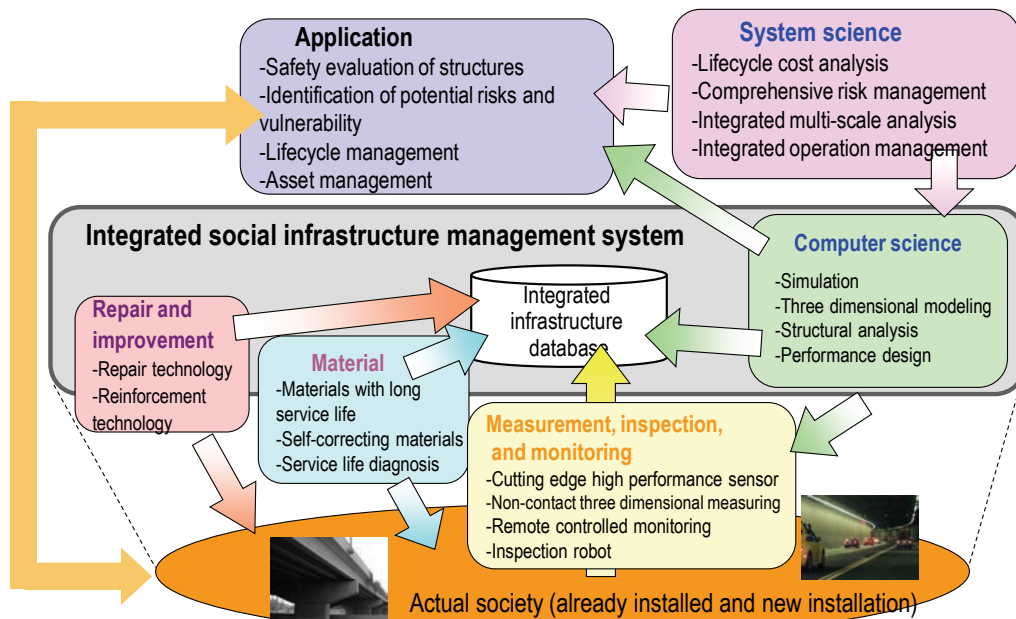 Application
-Safety evaluation of structures
-Identification of potential risks and
vulnerability
-Lifecycle management
-Asset management
System science
-Lifecycle cost analysis
-Comprehensive risk management
-Integrated multi-scale analysis
-Integrated operation management
Integrated social infrastructure management system
Computer science
-Simulation
-Three dimensional modeling
-Structural analysis
-Performance design
Integrated
infrastructure
database
Repair and
improvement
-Repair technology
-Reinforcement
technology
Material
-Materials with long
service life
-Self-correcting materials
-Service life diagnosis
Measurement, inspection,
and monitoring
-Cutting edge high performance sensor
-Non-contact three dimensional measuring
-Remote controlled monitoring
-Inspection robot
Actual society (already installed and new installation)